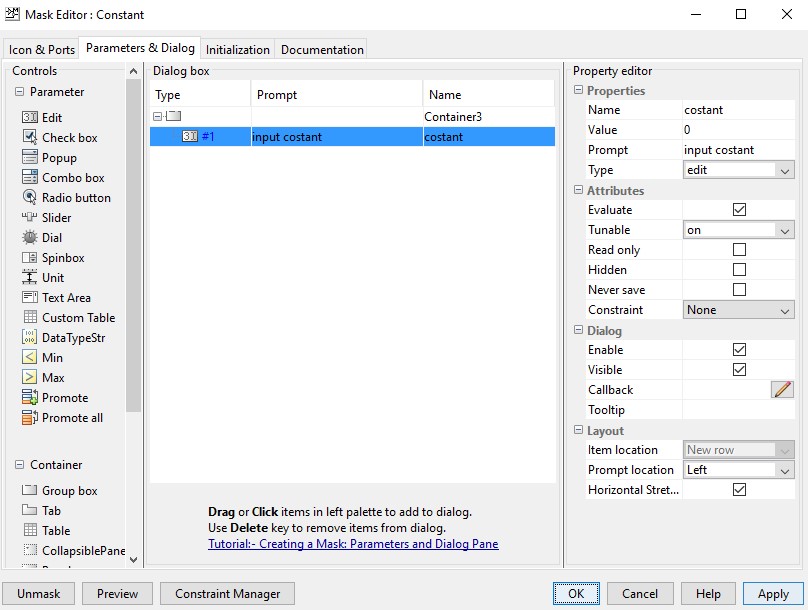 Mask Editor : Constant
Icon & Ports
Parameters & Dialog
Initialization
Documentation
Controls
Parameter
Edit
Check box
Popup
Combo box
Radio button
Slider
Dial
Spinbox
Unit
Text Area
Custom Table
DataTypeStr
Min
Max
Promote
Promote all
Container
Group box
Tab
Table
CollapsiblePane
Dialog box
Type Prompt Name
Container3
#1 input costant costant
Drag or Click items in left palette to add to dialog.
Use Delete key to remove items from dialog.
Tutorial:- Creating a Mask: Parameters and Dialog Pane
Property editor
Properties
Name costant
Value 0
Prompt input costant
Type edit
Attributes
Evaluate
Tunable on
Read only
Hidden
Never save
Constraint None
Dialog
Enable
Visible
Callback
Tooltip
Layout
Item location New row
Prompt location Left
Horizontal Stret...
Unmask
Preview
Constraint Manager
OK
Cancel
Help
Apply